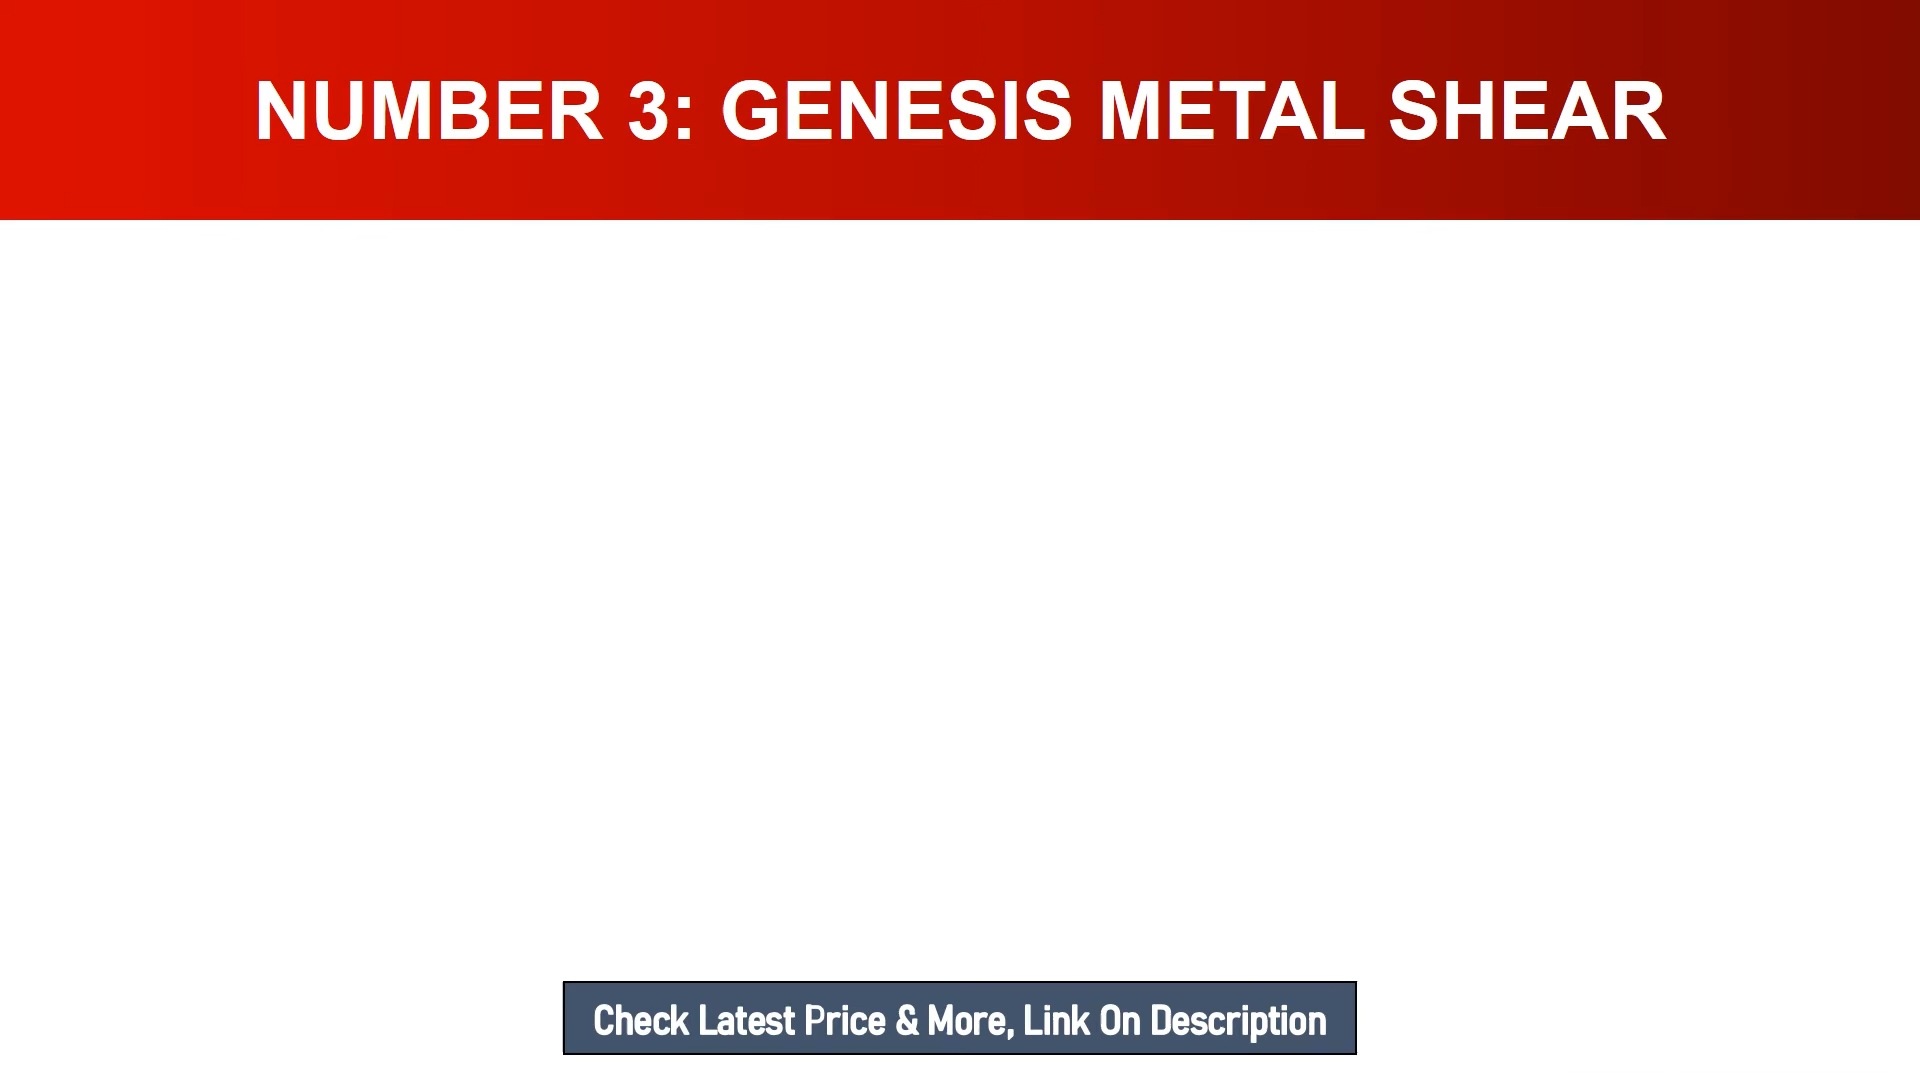 NUMBER 3: GENESIS METAL SHEAR
Check Latest Price & More, Link On Description